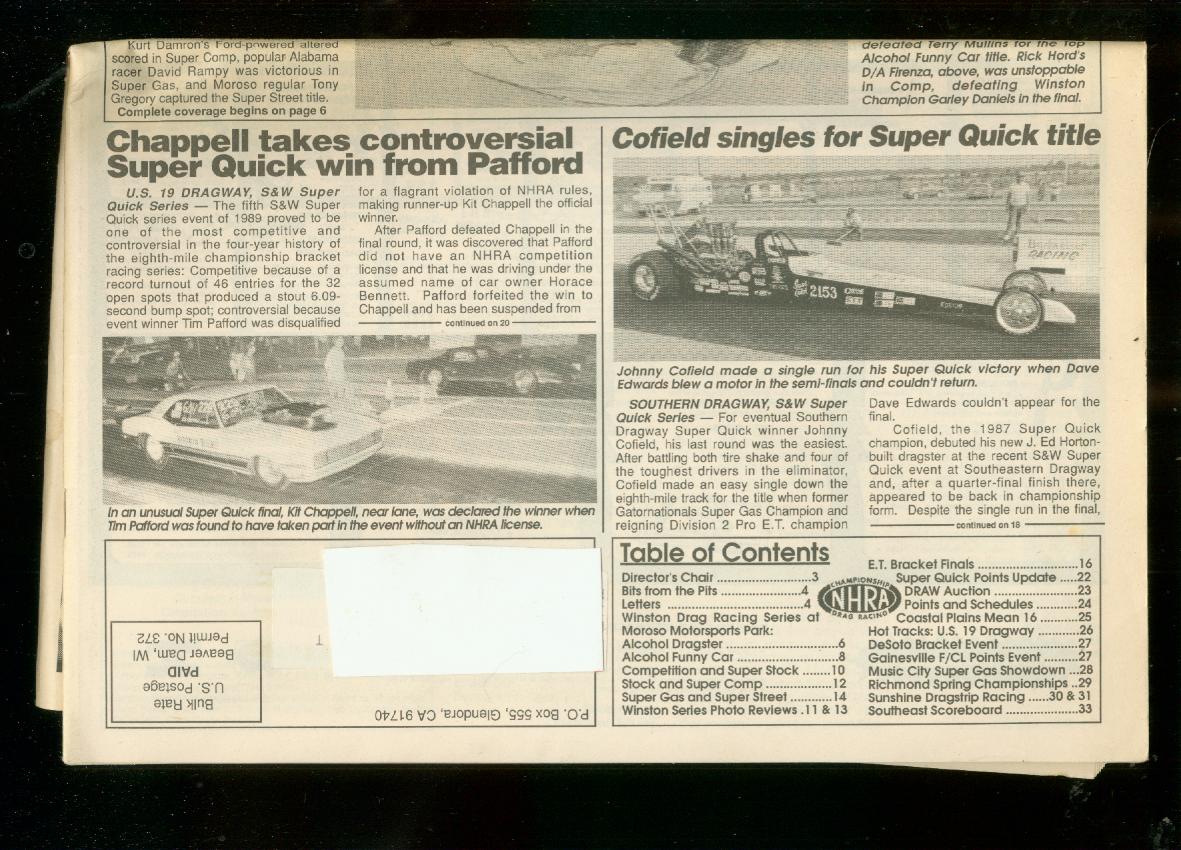 Kurt Damron's Ford-powered altered
scored in Super Comp, popular Alabama
racer David Rampy was victorious in
Super Gas, and Moroso regular Tony
Gregory captured the Super Street title.
Complete coverage begins on page 6
defeated Terry Mullins for the Top
Alcohol Funny Car title. Rick Hord's
D/A Firenza, above, was unstoppable
in Comp, defeating Winston
Champion Garley Daniels in the final.
Chappell takes controversial
Super Quick win from Pafford
U.S. 19 DRAGWAY, S&W Super
Quick Series — The fifth S&W Super
Quick series event of 1989 proved to be
one of the most competitive and
controversial in the four-year history of
the eighth-mile championship bracket
racing series: Competitive because of a
record turnout of 46 entries for the 32
open spots that produced a stout 6.09-
second bump spot; controversial because
event winner Tim Pafford was disqualified
for a flagrant violation of NHRA rules,
making runner-up Kit Chappell the official
winner.
After Pafford defeated Chappell in the
final round, it was discovered that Pafford
did not have an NHRA competition
license and that he was driving under the
assumed name of car owner Horace
Bennett. Pafford forfeited the win to
Chappell and has been suspended from
continued on 20
In an unusual Super Quick final, Kit Chappell, near lane, was declared the winner when
Tim Pafford was found to have taken part in the event without an NHRA license.
Cofield singles for Super Quick title
Budweiser
RACING
2153
Johnny Cofield made a single run for his Super Quick victory when Dave
Edwards blew a motor in the semi-finals and couldn't return.
SOUTHERN DRAGWAY, S&W Super
Quick Series — For eventual Southern
Dragway Super Quick winner Johnny
Cofield, his last round was the easiest.
After battling both tire shake and four of
the toughest drivers in the eliminator,
Cofield made an easy single down the
eighth-mile track for the title when former
Gatornationals Super Gas Champion and
reigning Division 2 Pro E.T. champion
Dave Edwards couldn't appear for the
final.
Cofield, the 1987 Super Quick
champion, debuted his new J. Ed Horton-
built dragster at the recent S&W Super
Quick event at Southeastern Dragway
and, after a quarter-final finish there,
appeared to be back in championship
form. Despite the single run in the final,
continued on 18
P.O. Box 555, Glendora, CA 91740
Bulk Rate
U.S. Postage
PAID
Beaver Dam, WI
Permit No. 372
T
Table of Contents
Director's Chair ..........................3
Bits from the Pits ......................4
Letters ......................................4
Winston Drag Racing Series at
Moroso Motorsports Park:
Alcohol Dragster ...............................6
Alcohol Funny Car ............................8
Competition and Super Stock ........10
Stock and Super Comp ..................12
Super Gas and Super Street ...........14
Winston Series Photo Reviews .11 & 13
CHAMPIONSHIP
NHRA
DRAG RACING
E.T. Bracket Finals .............................16
Super Quick Points Update .....22
DRAW Auction .........................23
Points and Schedules .............24
Coastal Plains Mean 16 ..........25
Hot Tracks: U.S. 19 Dragway ...........26
DeSoto Bracket Event ......................27
Gainesville F/CL Points Event ..........27
Music City Super Gas Showdown ...28
Richmond Spring Championships ..29
Sunshine Dragstrip Racing ......30 & 31
Southeast Scoreboard ....................33